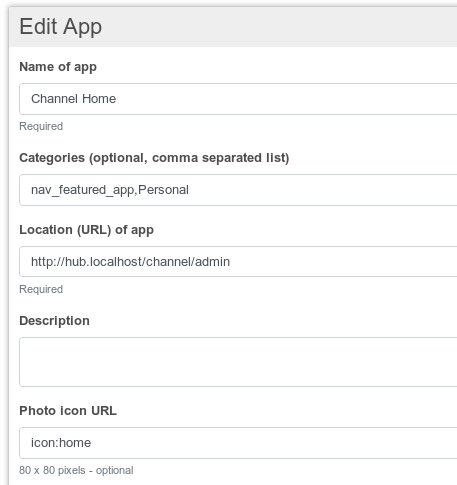 Edit App
Name of app
Channel Home
Required
Categories (optional, comma separated list)
nav_featured_app,Personal
Location (URL) of app
http://hub.localhost/channel/admin
Required
Description
Photo icon URL
icon:home
80 x 80 pixels - optional